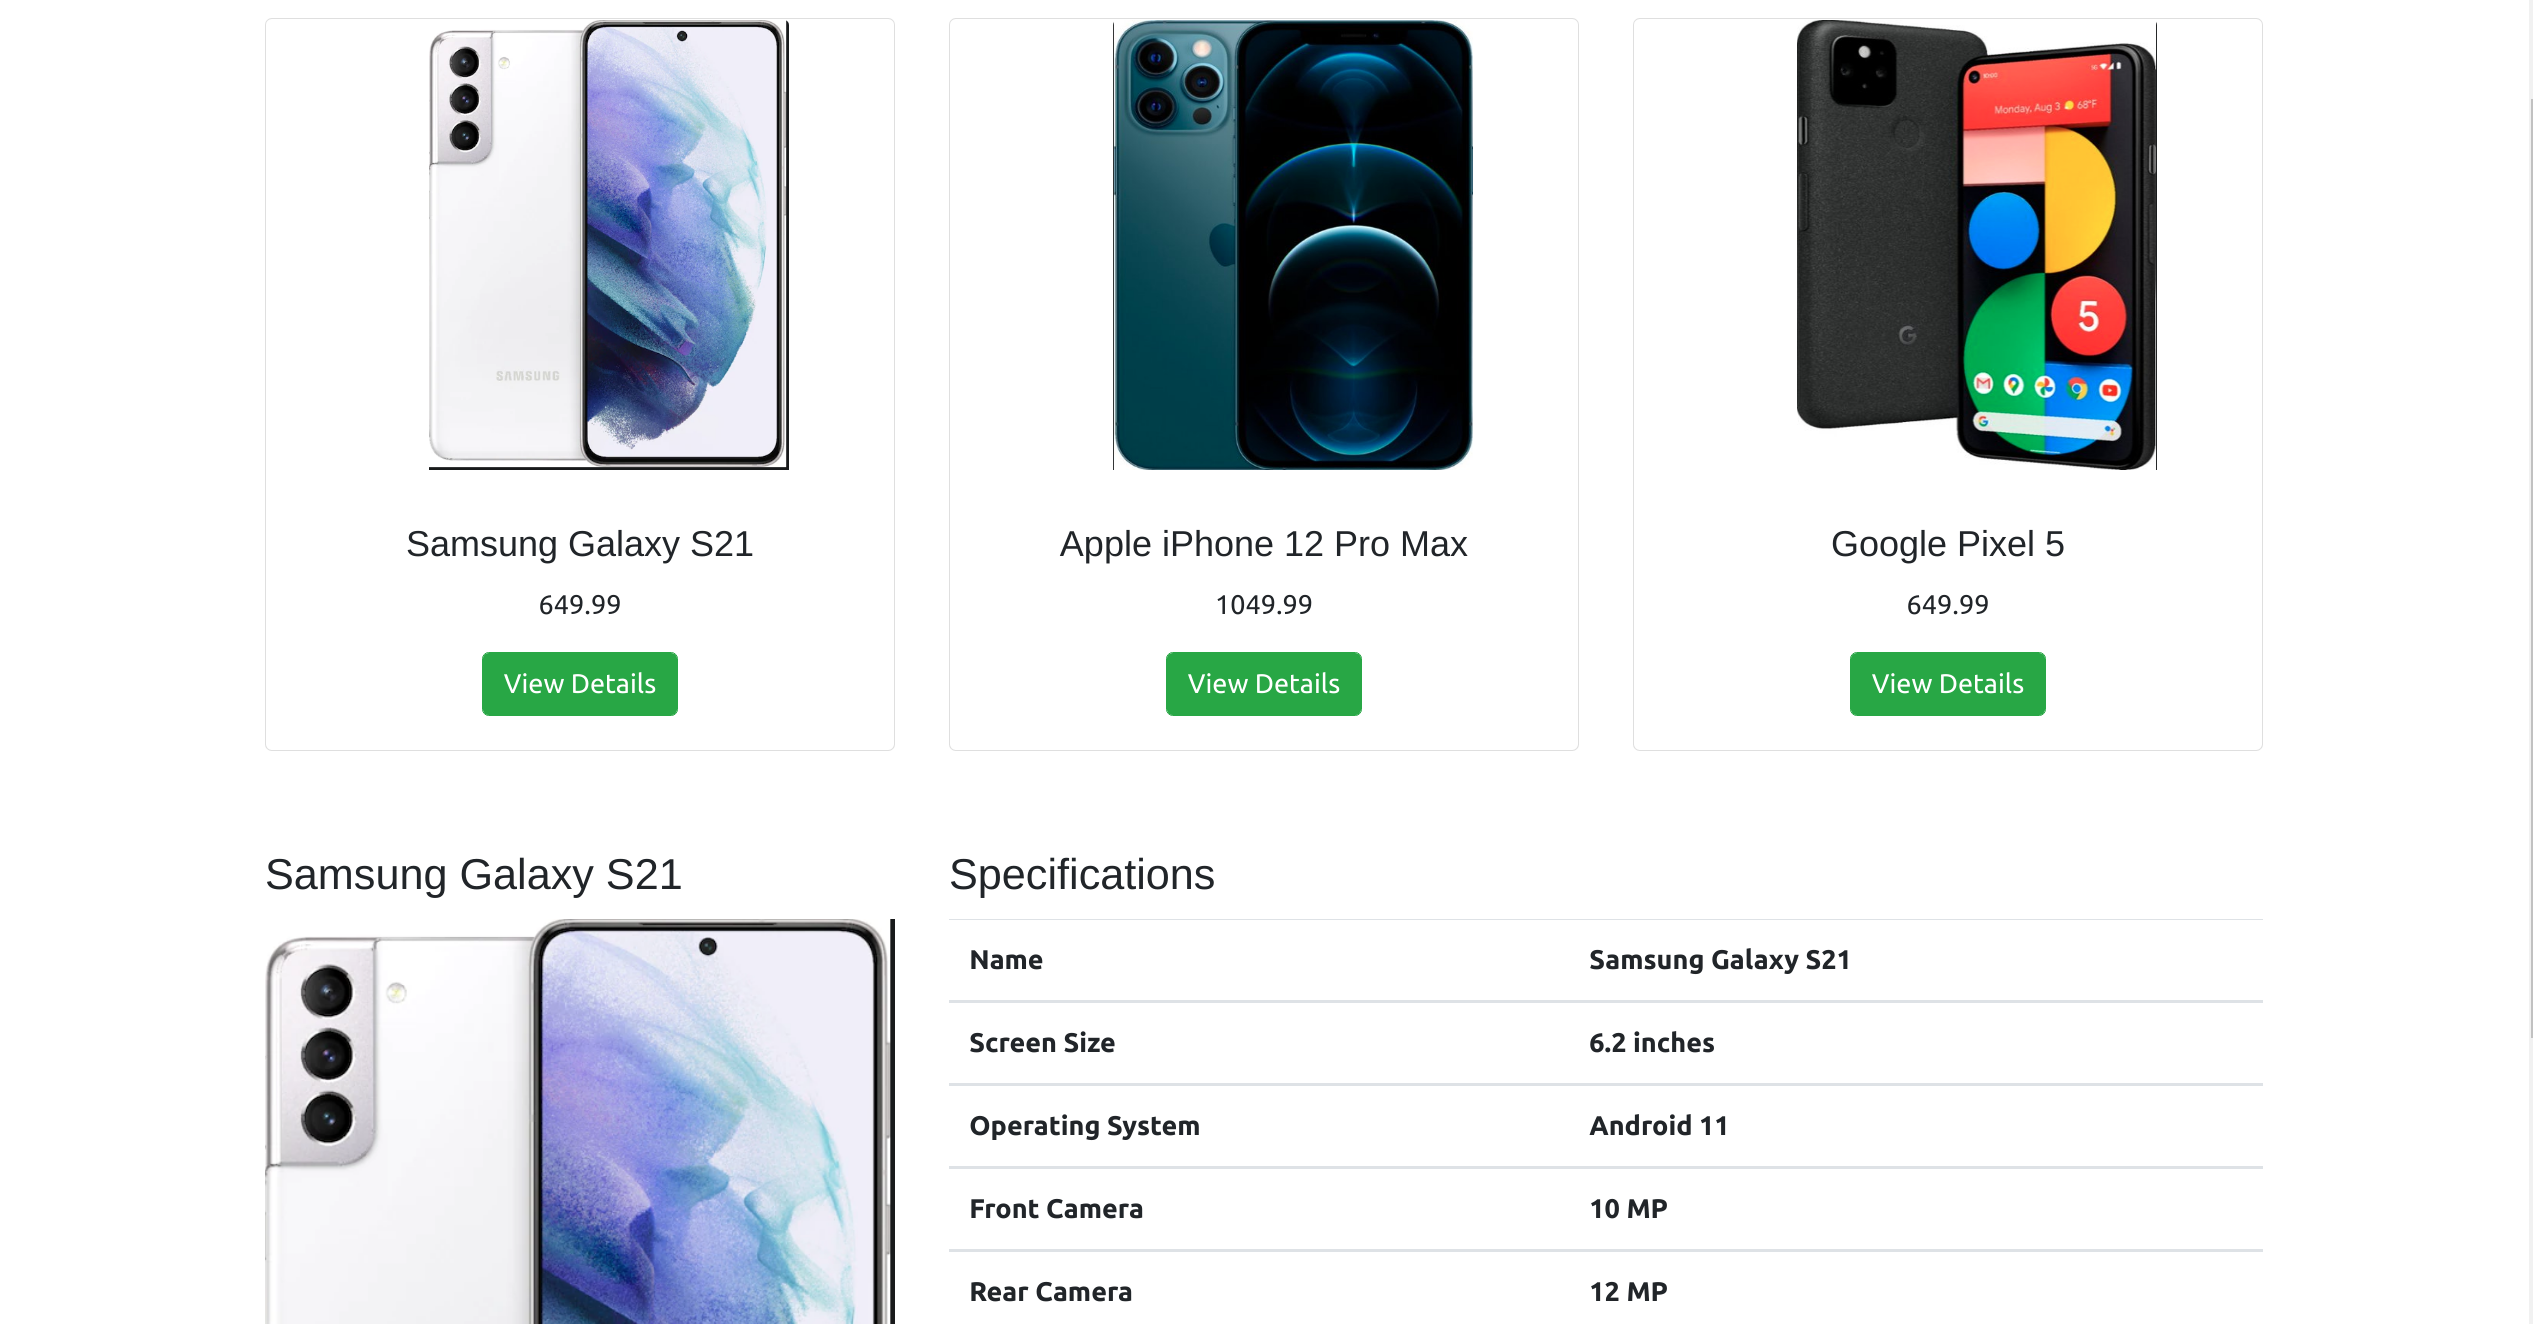 SAMSUNG
5G
Monday, Aug 3 68°F
5
G
Samsung Galaxy S21
649.99
View Details
Apple iPhone 12 Pro Max
1049.99
View Details
Google Pixel 5
649.99
View Details
Samsung Galaxy S21
Specifications
Name Samsung Galaxy S21
Screen Size 6.2 inches
Operating System Android 11
Front Camera 10 MP
Rear Camera 12 MP